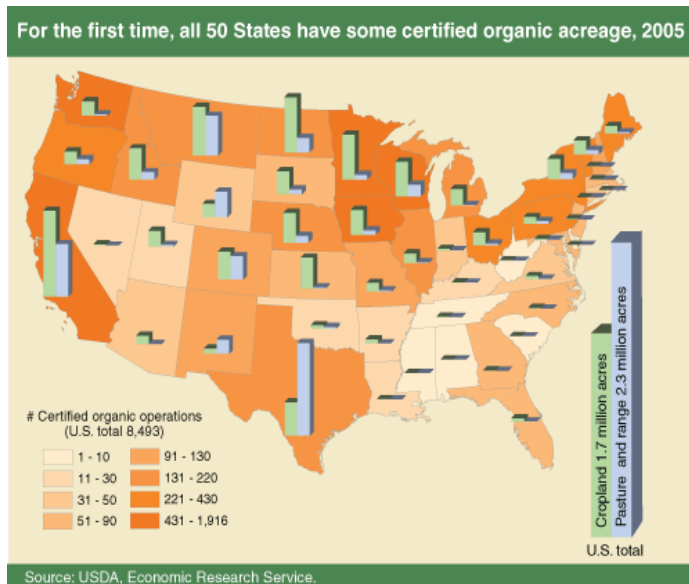 For the first time, all 50 States have some certified organic acreage, 2005
# Certified organic operations
(U.S. total 8,493)
1 - 10
11 - 30
31 - 50
51 - 90
91 - 130
131 - 220
221 - 430
431 - 1,916
Cropland 1.7 million acres
Pasture and range 2.3 million acres
U.S. total
Source: USDA, Economic Research Service.